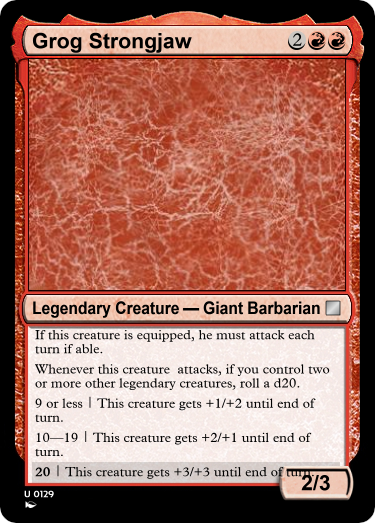 Grog Strongjaw 2
Legendary Creature — Giant Barbarian
If this creature is equipped, he must attack each
turn if able.
Whenever this creature attacks, if you control two
or more other legendary creatures, roll a d20.
9 or less | This creature gets +1/+2 until end of
turn.
10—19 | This creature gets +2/+1 until end of
turn.
20 | This creature gets +3/+3 until end of turn.
2/3
U 0129